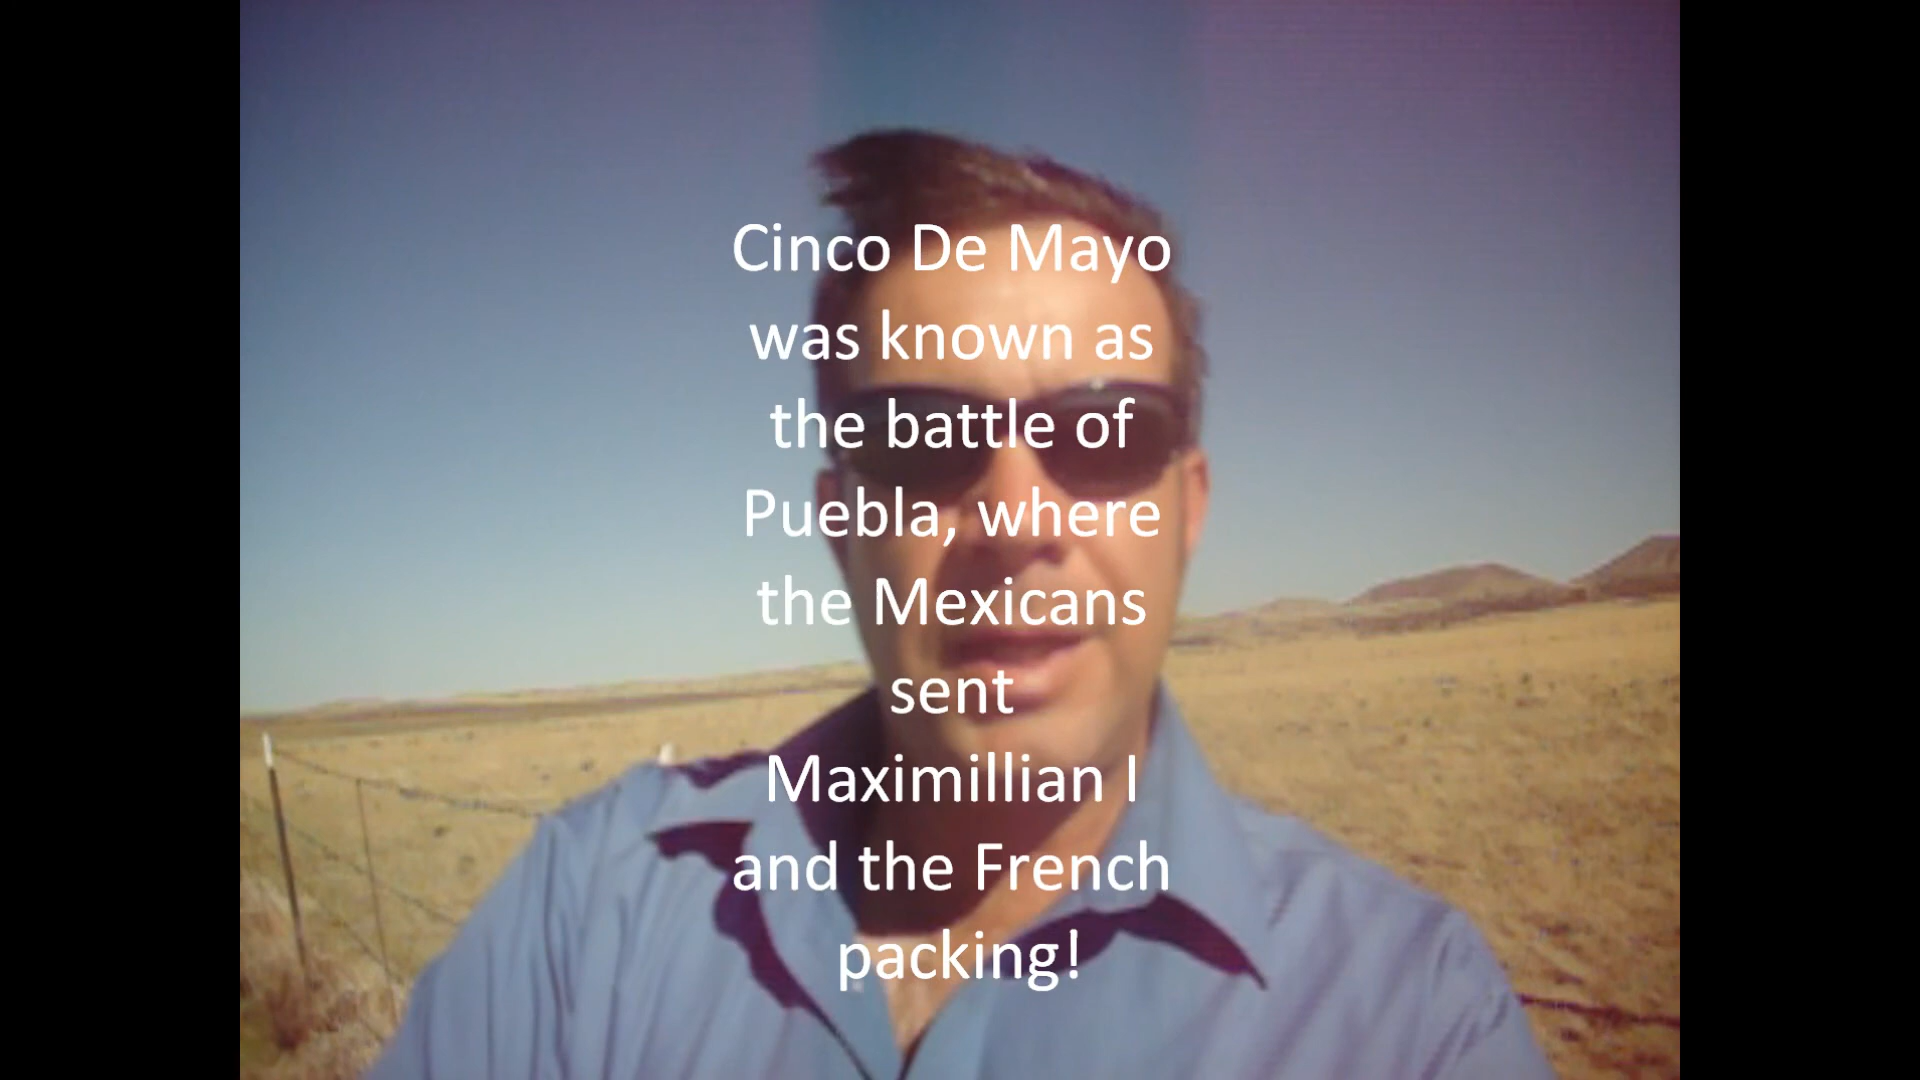 Cinco De Mayo
was known as
the battle of
Puebla, where
the Mexicans
sent
Maximillian I
and the French
packing!